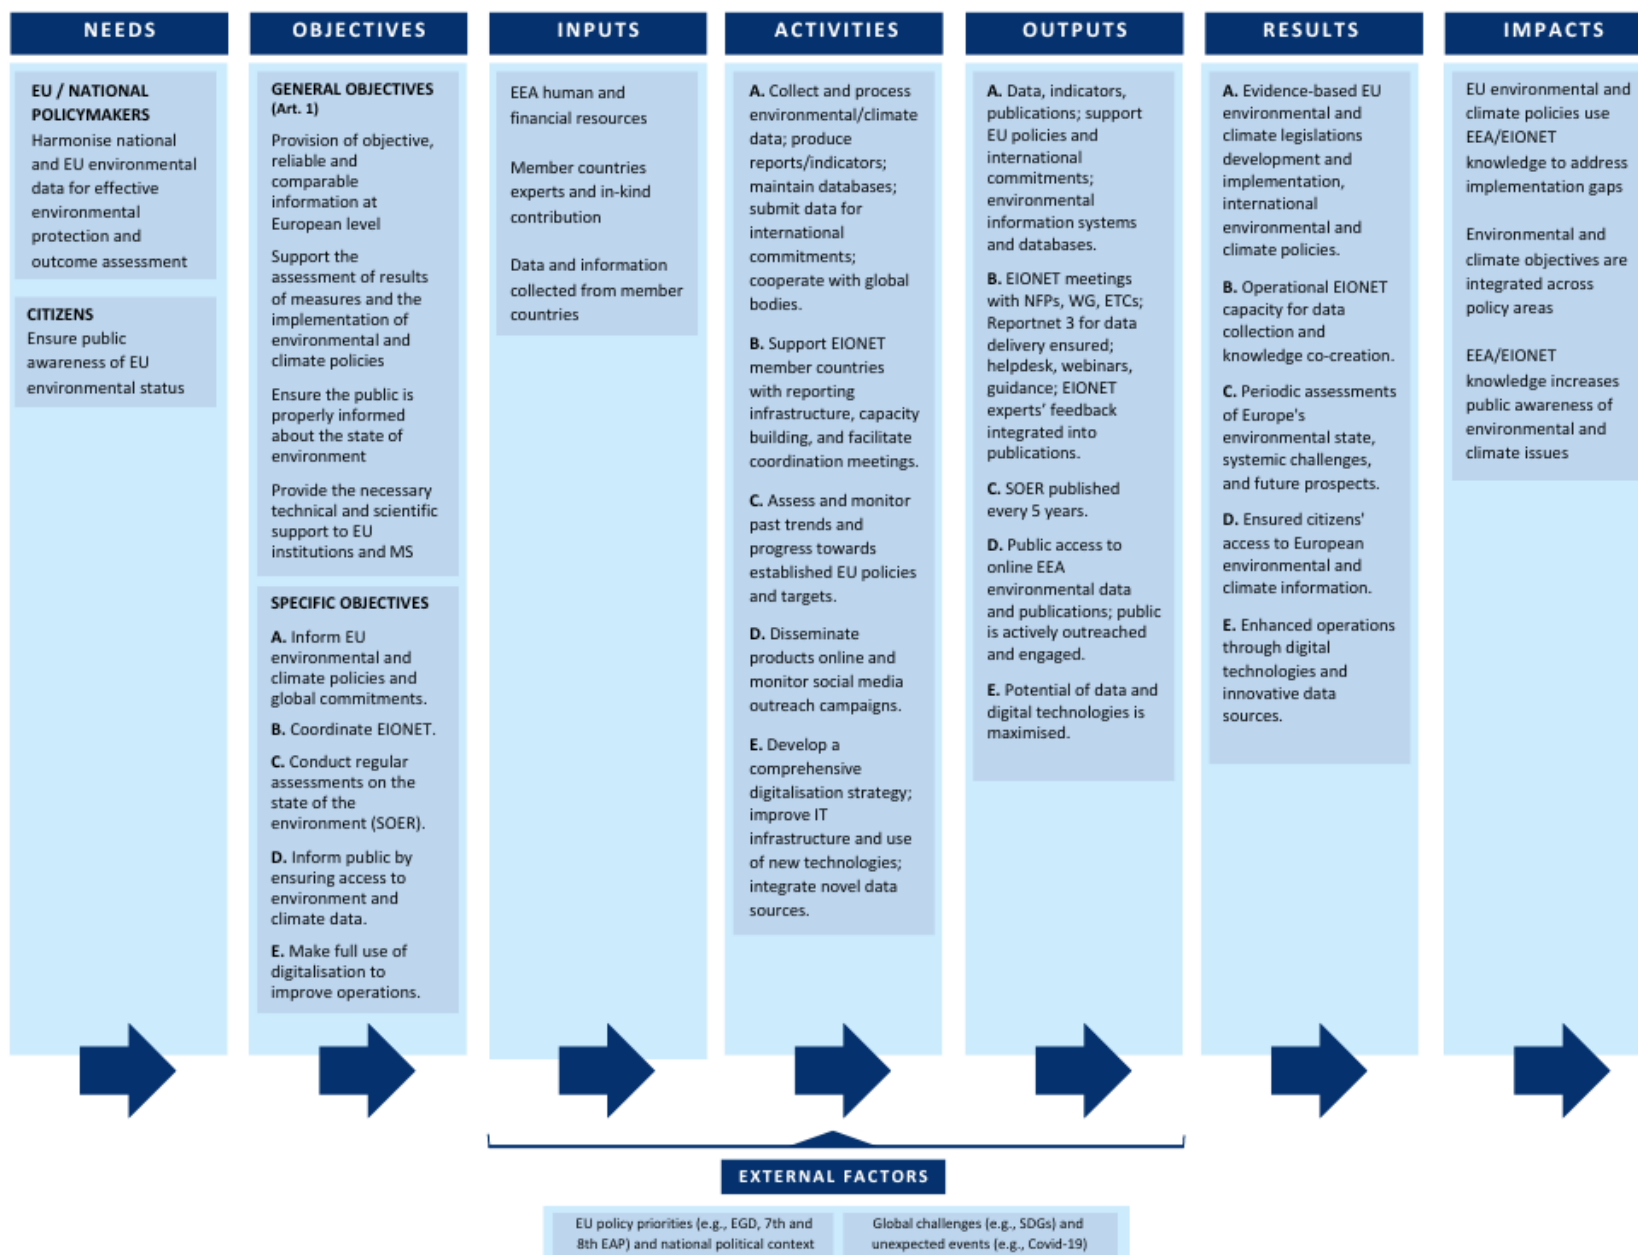 NEEDS
EU / NATIONAL
POLICYMAKERS
Harmonise national
and EU environmental
data for effective
environmental
protection and
outcome assessment
CITIZENS
Ensure public
awareness of EU
environmental status
OBJECTIVES
GENERAL OBJECTIVES
(Art. 1)
Provision of objective,
reliable and
comparable
information at
European level
Support the
assessment of results
of measures and the
implementation of
environmental and
climate policies
Ensure the public is
properly informed
about the state of
environment
Provide the necessary
technical and scientific
support to EU
institutions and MS
SPECIFIC OBJECTIVES
A. Inform EU
environmental and
climate policies and
global commitments.
B. Coordinate EIONET.
C. Conduct regular
assessments on the
state of the
environment (SOER).
D. Inform public by
ensuring access to
environment and
climate data.
E. Make full use of
digitalisation to
improve operations.
INPUTS
EEA human and
financial resources
Member countries
experts and in-kind
contribution
Data and information
collected from member
countries
ACTIVITIES
A. Collect and process
environmental/climate
data; produce
reports/indicators;
maintain databases;
submit data for
international
commitments;
cooperate with global
bodies.
B. Support EIONET
member countries
with reporting
infrastructure, capacity
building, and facilitate
coordination meetings.
C. Assess and monitor
past trends and
progress towards
established EU policies
and targets.
D. Disseminate
products online and
monitor social media
outreach campaigns.
E. Develop a
comprehensive
digitalisation strategy;
improve IT
infrastructure and use
of new technologies;
integrate novel data
sources.
OUTPUTS
A. Data, indicators,
publications; support
EU policies and
international
commitments;
environmental
information systems
and databases.
B. EIONET meetings
with NFPs, WG, ETCs;
Reportnet 3 for data
delivery ensured;
helpdesk, webinars,
guidance; EIONET
experts' feedback
integrated into
publications.
C. SOER published
every 5 years.
D. Public access to
online EEA
environmental data
and publications; public
is actively outreached
and engaged.
E. Potential of data and
digital technologies is
maximised.
RESULTS
A. Evidence-based EU
environmental and
climate legislations
development and
implementation,
international
environmental and
climate policies.
B. Operational EIONET
capacity for data
collection and
knowledge co-creation.
C. Periodic assessments
of Europe's
environmental state,
systemic challenges,
and future prospects.
D. Ensured citizens'
access to European
environmental and
climate information.
E. Enhanced operations
through digital
technologies and
innovative data
sources.
IMPACTS
EU environmental and
climate policies use
EEA/EIONET
knowledge to address
implementation gaps
Environmental and
climate objectives are
integrated across
policy areas
EEA/EIONET
knowledge increases
public awareness of
environmental and
climate issues
EXTERNAL FACTORS
EU policy priorities (e.g., EGD, 7th and
8th EAP) and national political context
Global challenges (e.g., SDGs) and
unexpected events (e.g., Covid-19)